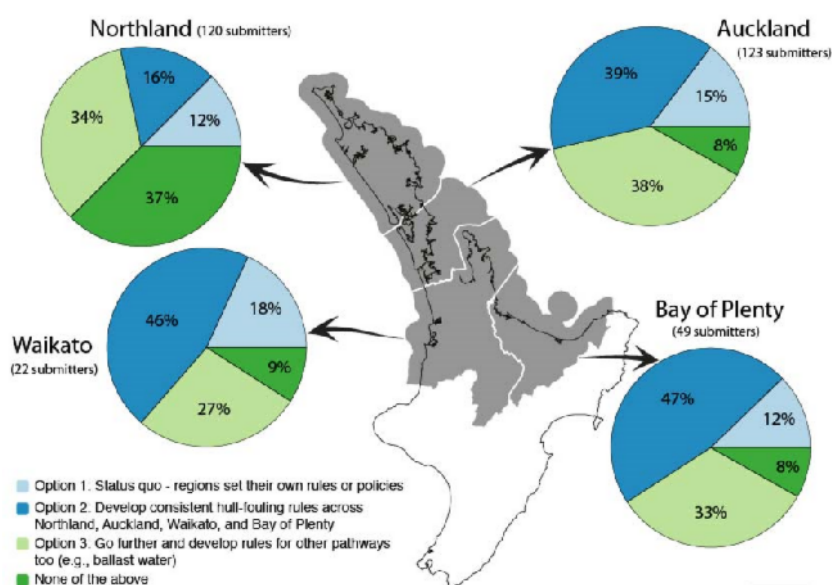 Northland (120 submitters)
16%
34%
12%
37%
Auckland
(123 submitters)
39%
15%
8%
38%
Waikato
(22 submitters)
46%
18%
9%
27%
Bay of Plenty
(49 submitters)
47%
12%
8%
33%
Option 1: Status quo - regions set their own rules or policies
Option 2: Develop consistent hull-fouling rules across
Northland, Auckland, Waikato, and Bay of Plenty
Option 3: Go further and develop rules for other pathways
too (e.g., ballast water)
None of the above